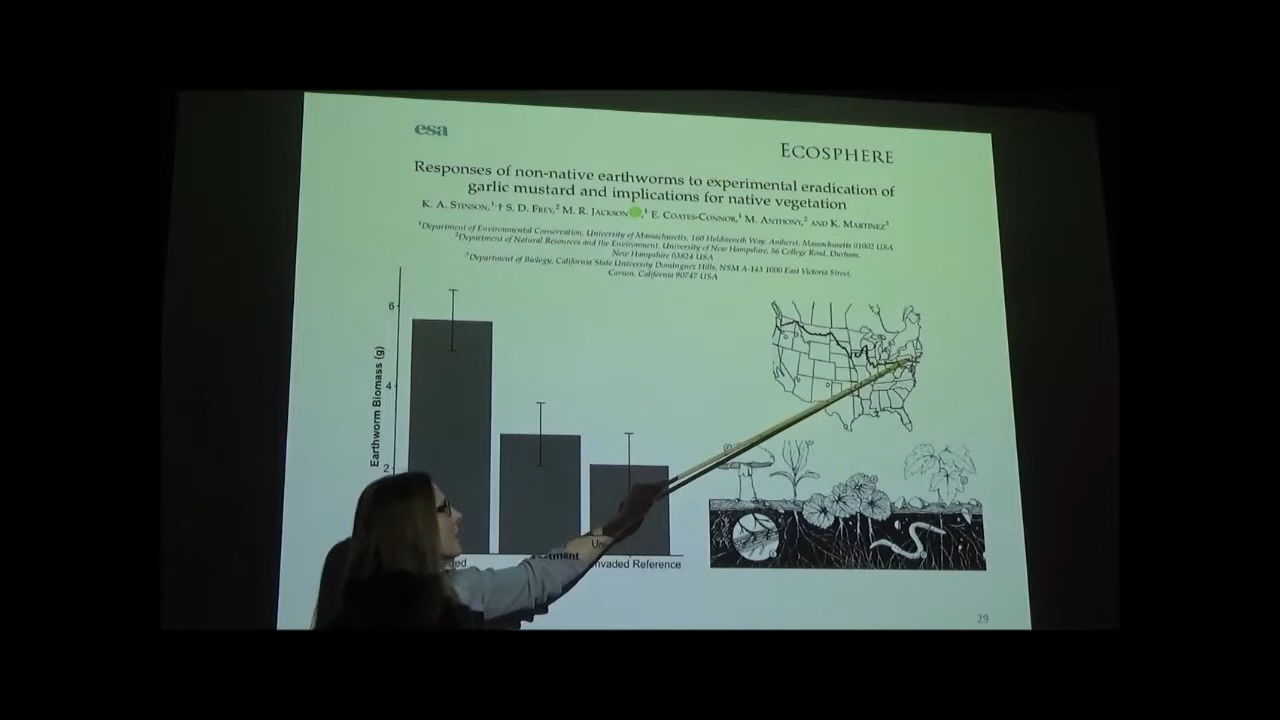 esa
ECOSPHERE
Responses of non-native earthworms to experimental eradication of
garlic mustard and implications for native vegetation
K. A. STINSON,¹·† S. D. FREY,² M. R. JACKSON,¹ E. COATES-CONNOR,¹ M. ANTHONY,² AND K. MARTINEZ³
¹Department of Environmental Conservation, University of Massachusetts, 160 Holdsworth Way, Amherst, Massachusetts 01002 USA
²Department of Natural Resources and the Environment, University of New Hampshire, 56 College Road, Durham,
New Hampshire 03824 USA
³Department of Biology, California State University Dominguez Hills, NSM A-143 1000 East Victoria Street,
Carson, California 90747 USA
6
4
2
Earthworm Biomass (g)
Reference
29